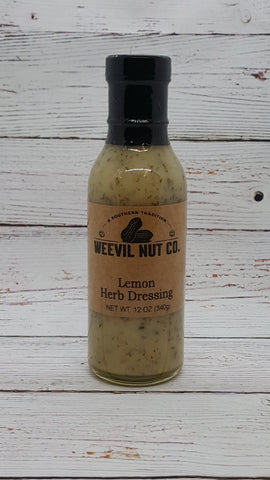 A SOUTHERN TRADITION
WEEVIL NUT CO.
Lemon
Herb Dressing
NET WT. 12 OZ (340g)